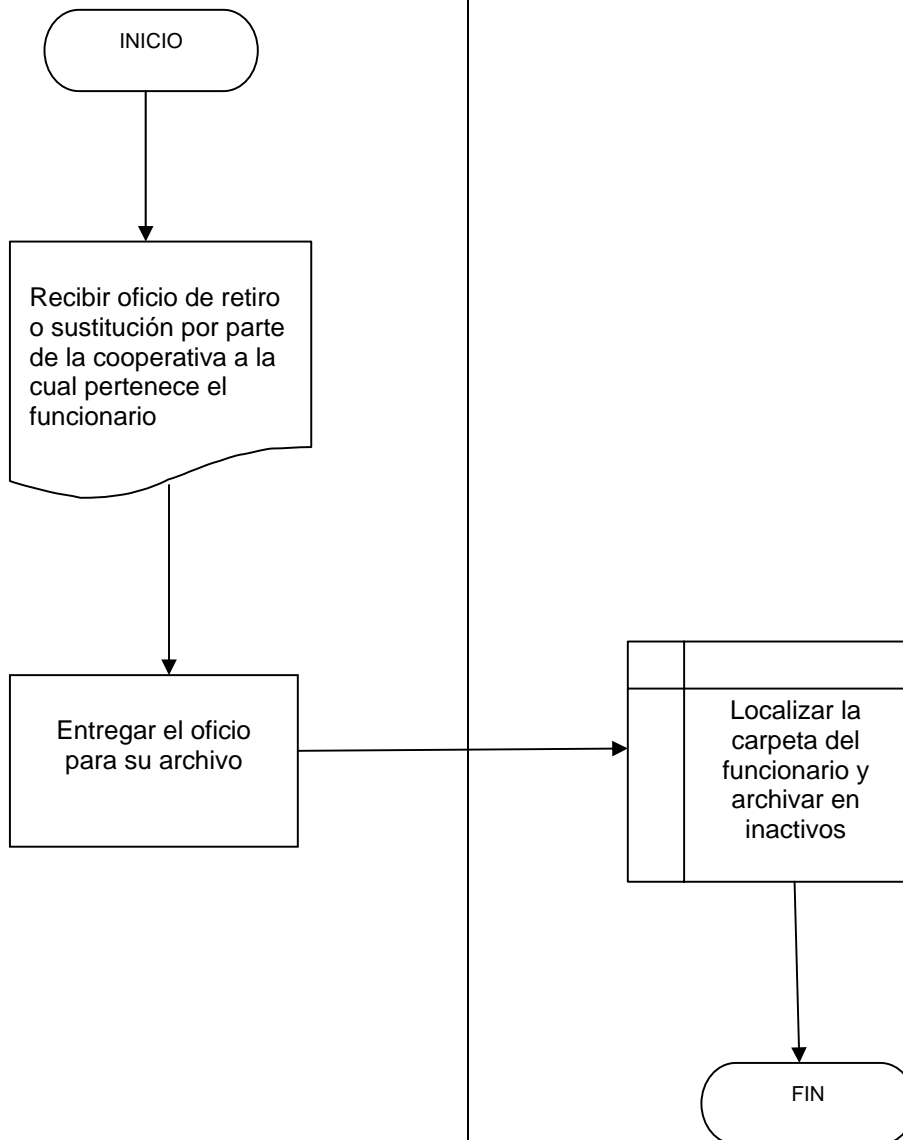 INICIO
Recibir oficio de retiro
o sustitución por parte
de la cooperativa a la
cual pertenece el
funcionario
Entregar el oficio
para su archivo
Localizar la
carpeta del
funcionario y
archivar en
inactivos
FIN